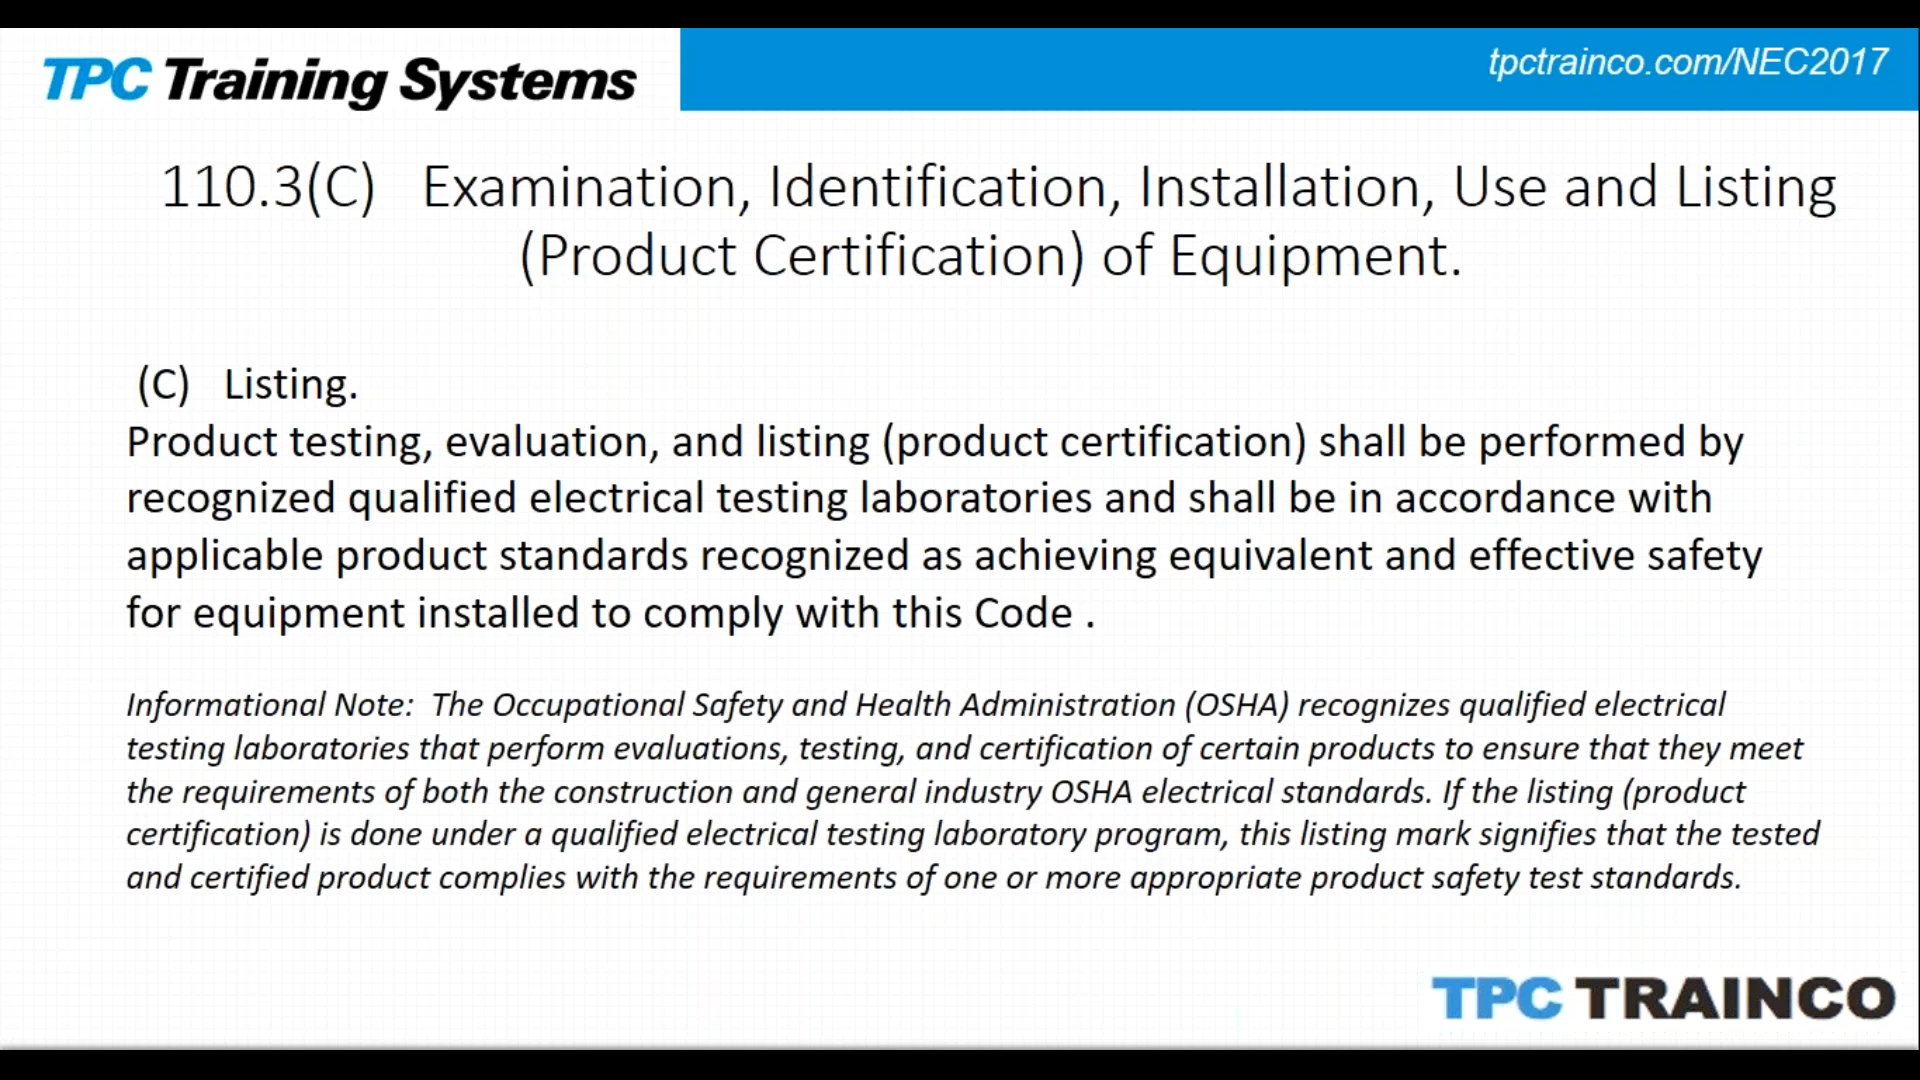 TPC Training Systems
tpctrainco.com/NEC2017
110.3(C) Examination, Identification, Installation, Use and Listing
(Product Certification) of Equipment.
(C) Listing.
Product testing, evaluation, and listing (product certification) shall be performed by
recognized qualified electrical testing laboratories and shall be in accordance with
applicable product standards recognized as achieving equivalent and effective safety
for equipment installed to comply with this Code .
Informational Note: The Occupational Safety and Health Administration (OSHA) recognizes qualified electrical
testing laboratories that perform evaluations, testing, and certification of certain products to ensure that they meet
the requirements of both the construction and general industry OSHA electrical standards. If the listing (product
certification) is done under a qualified electrical testing laboratory program, this listing mark signifies that the tested
and certified product complies with the requirements of one or more appropriate product safety test standards.
TPC TRAINCO